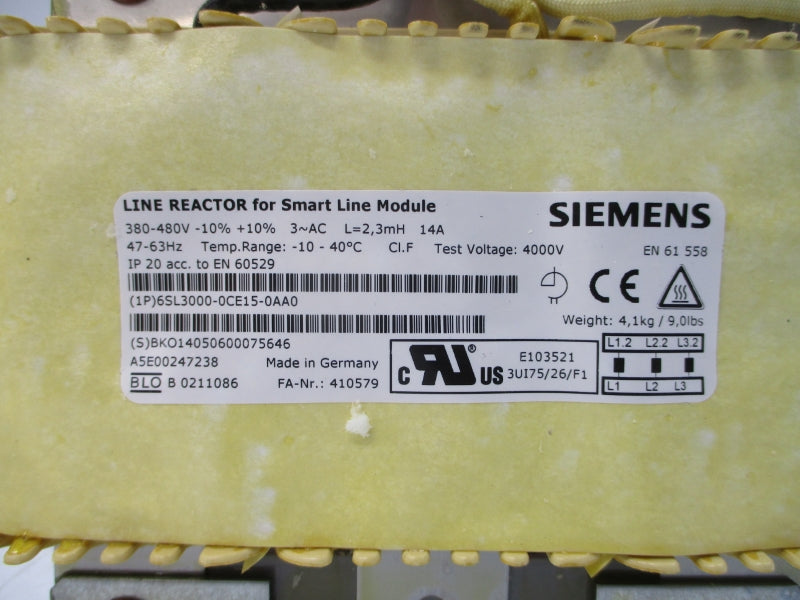 LINE REACTOR for Smart Line Module
SIEMENS
380-480V -10% +10% 3~AC L=2,3mH 14A
47-63Hz Temp.Range: -10 - 40°C Cl.F Test Voltage: 4000V
EN 61 558
IP 20 acc. to EN 60529
(1P)6SL3000-0CE15-0AA0
CE
Weight: 4,1kg / 9,0lbs
(S)BKO14050600075646
A5E00247238 Made in Germany
BLO B 0211086 FA-Nr.: 410579
C RU US
E103521
3UI75/26/F1
L1.2 L2.2 L3.2
L1 L2 L3